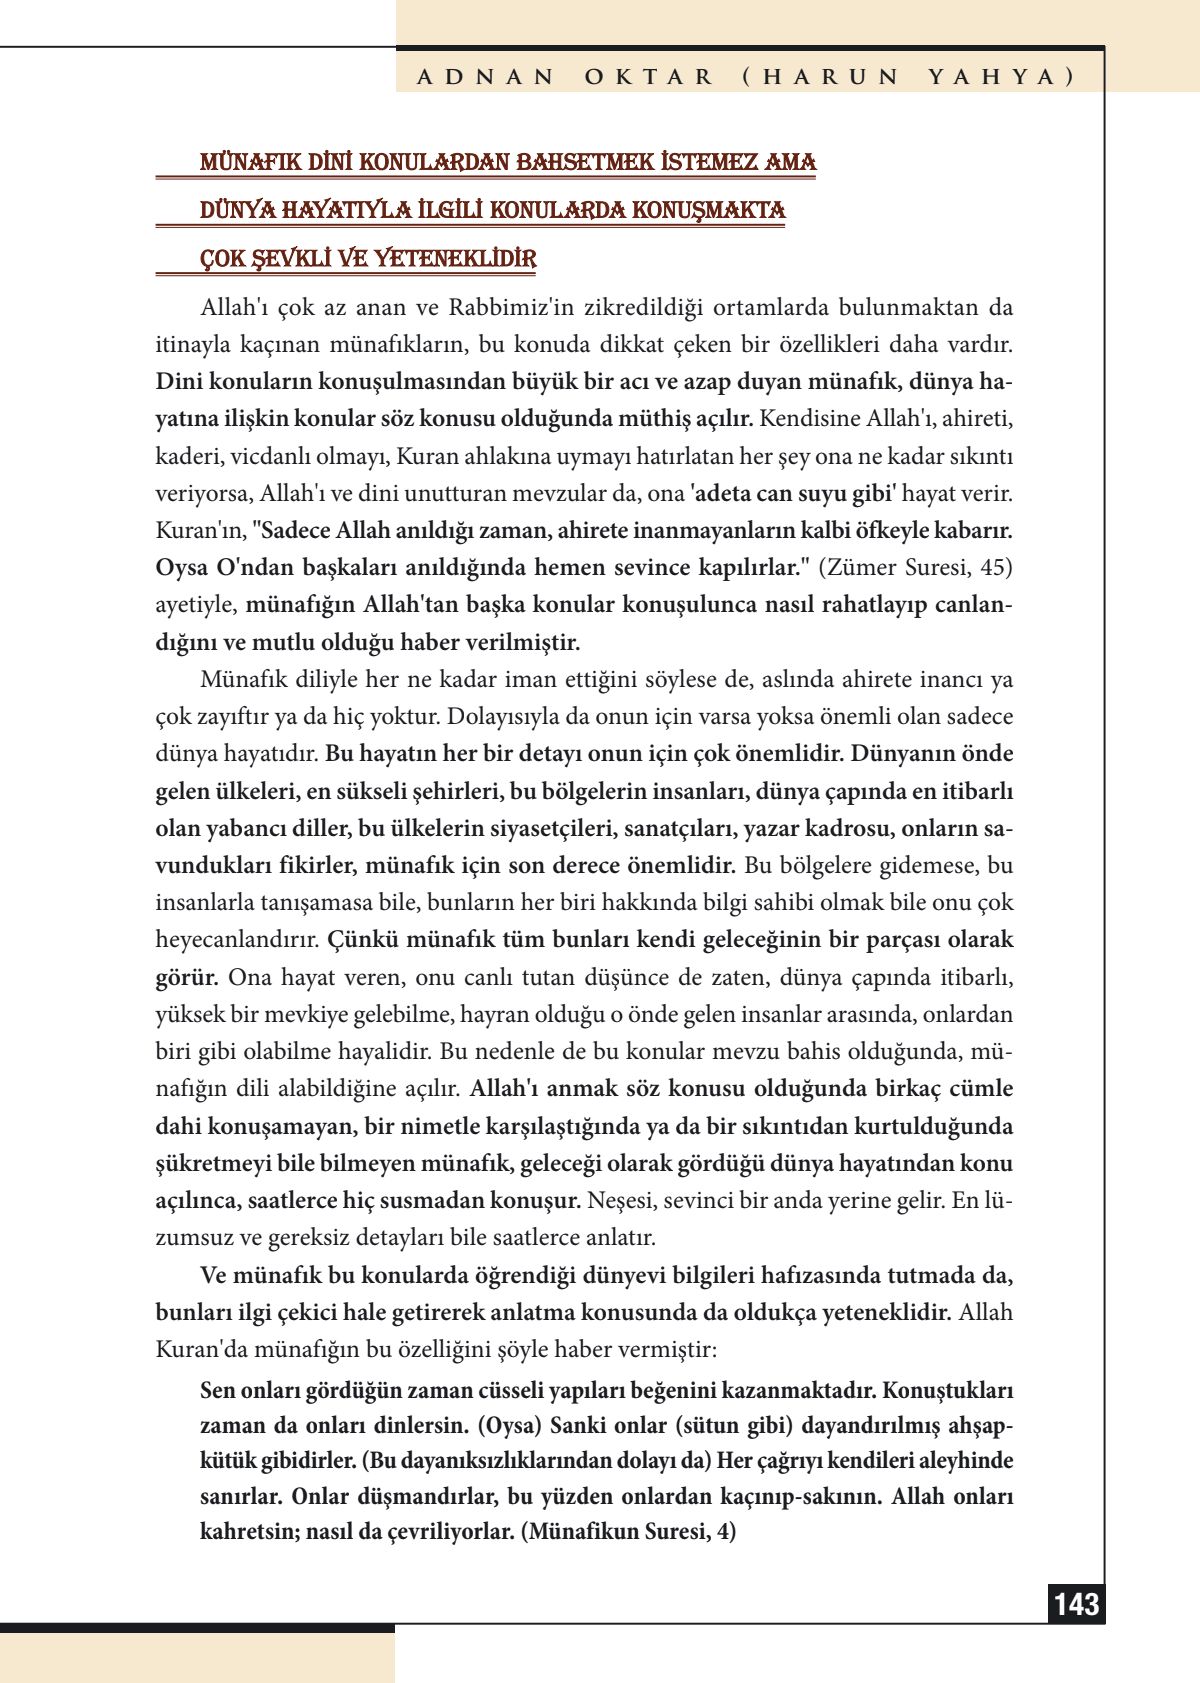 ADNAN OKTAR (HARUN YAHYA)
MÜNAFIK DİNİ KONULARDAN BAHSETMEK İSTEMEZ AMA
DÜNYA HAYATIYLA İLGİLİ KONULARDA KONUŞMAKTA
ÇOK ŞEVKLİ VE YETENEKLİDİR
Allah'ı çok az anan ve Rabbimiz'in zikredildiği ortamlarda bulunmaktan da
itinayla kaçınan münafıkların, bu konuda dikkat çeken bir özellikleri daha vardır.
Dini konuların konuşulmasından büyük bir acı ve azap duyan münafık, dünya ha-
yatına ilişkin konular söz konusu olduğunda müthiş açılır. Kendisine Allah'ı, ahireti,
kaderi, vicdanlı olmayı, Kuran ahlakına uymayı hatırlatan her şey ona ne kadar sıkıntı
veriyorsa, Allah'ı ve dini unutturan mevzular da, ona 'adeta can suyu gibi' hayat verir.
Kuran'ın, "Sadece Allah anıldığı zaman, ahirete inanmayanların kalbi öfkeyle kabarır.
Oysa O'ndan başkaları anıldığında hemen sevince kapılırlar." (Zümer Suresi, 45)
ayetiyle, münafığın Allah'tan başka konular konuşulunca nasıl rahatlayıp canlan-
dığını ve mutlu olduğu haber verilmiştir.
Münafık diliyle her ne kadar iman ettiğini söylese de, aslında ahirete inancı ya
çok zayıftır ya da hiç yoktur. Dolayısıyla da onun için varsa yoksa önemli olan sadece
dünya hayatıdır. Bu hayatın her bir detayı onun için çok önemlidir. Dünyanın önde
gelen ülkeleri, en sükseli şehirleri, bu bölgelerin insanları, dünya çapında en itibarlı
olan yabancı diller, bu ülkelerin siyasetçileri, sanatçıları, yazar kadrosu, onların sa-
vundukları fikirler, münafık için son derece önemlidir. Bu bölgelere gidemese, bu
insanlarla tanışamasa bile, bunların her biri hakkında bilgi sahibi olmak bile onu çok
heyecanlandırır. Çünkü münafık tüm bunları kendi geleceğinin bir parçası olarak
görür. Ona hayat veren, onu canlı tutan düşünce de zaten, dünya çapında itibarlı,
yüksek bir mevkiye gelebilme, hayran olduğu o önde gelen insanlar arasında, onlardan
biri gibi olabilme hayalidir. Bu nedenle de bu konular mevzu bahis olduğunda, mü-
nafığın dili alabildiğine açılır. Allah'ı anmak söz konusu olduğunda birkaç cümle
dahi konuşamayan, bir nimetle karşılaştığında ya da bir sıkıntıdan kurtulduğunda
şükretmeyi bile bilmeyen münafık, geleceği olarak gördüğü dünya hayatından konu
açılınca, saatlerce hiç susmadan konuşur. Neşesi, sevinci bir anda yerine gelir. En lü-
zumsuz ve gereksiz detayları bile saatlerce anlatır.
Ve münafık bu konularda öğrendiği dünyevi bilgileri hafızasında tutmada da,
bunları ilgi çekici hale getirerek anlatma konusunda da oldukça yeteneklidir. Allah
Kuran'da münafığın bu özelliğini şöyle haber vermiştir:
Sen onları gördüğün zaman cüsseli yapıları beğenini kazanmaktadır. Konuştukları
zaman da onları dinlersin. (Oysa) Sanki onlar (sütun gibi) dayandırılmış ahşap-
kütük gibidirler. (Bu dayanıksızlıklarından dolayı da) Her çağrıyı kendileri aleyhinde
sanırlar. Onlar düşmandırlar, bu yüzden onlardan kaçınıp-sakının. Allah onları
kahretsin; nasıl da çevriliyorlar. (Münafikun Suresi, 4)
143